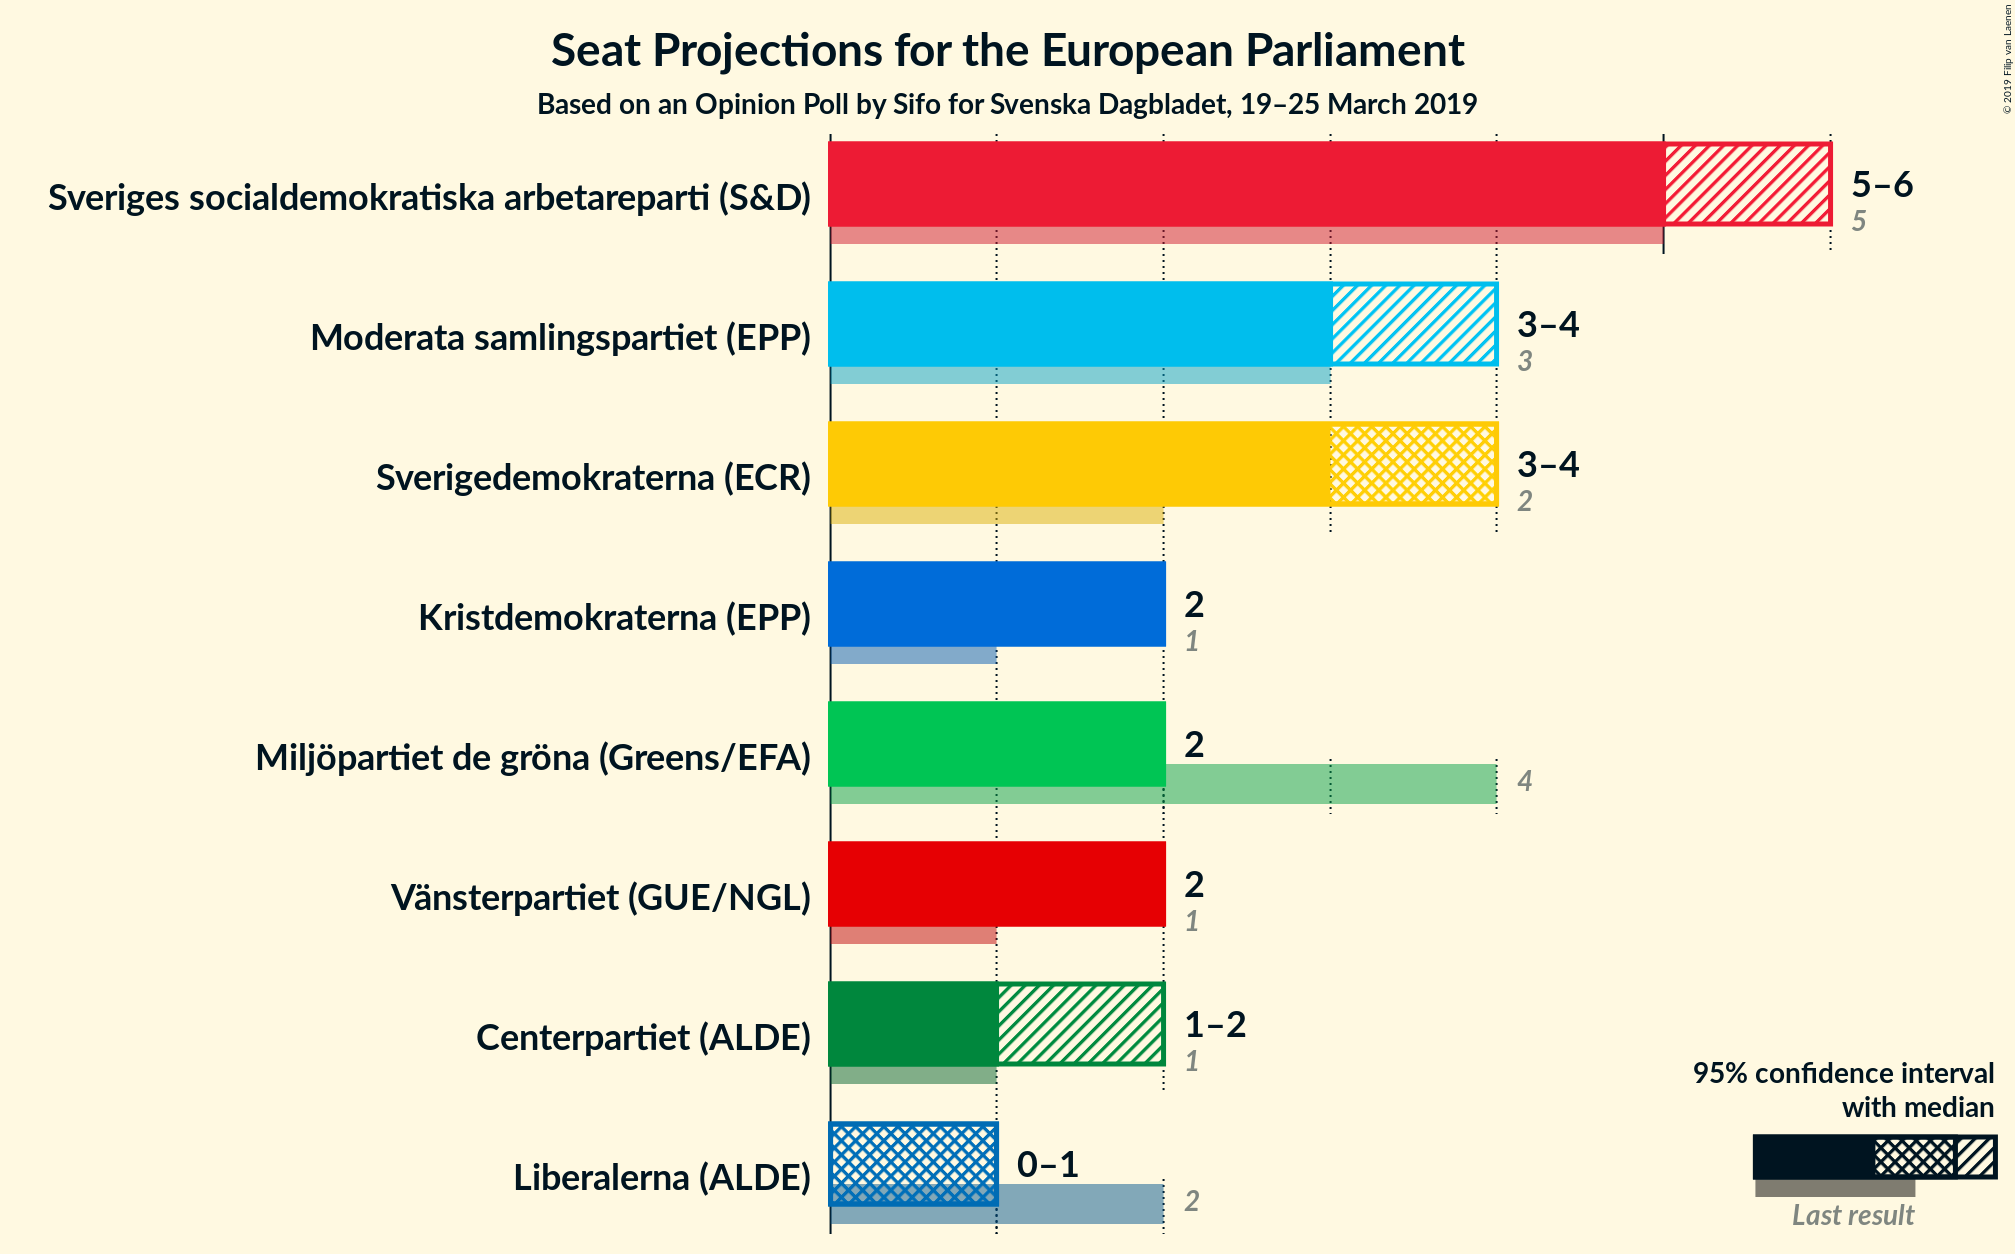 Seat Projections for the European Parliament
Based on an Opinion Poll by Sifo for Svenska Dagbladet, 19–25 March 2019
© 2019 Filip van Laenen
Sveriges socialdemokratiska arbetareparti (S&D)
5–6
5
Moderata samlingspartiet (EPP)
3–4
3
Sverigedemokraterna (ECR)
3–4
2
Kristdemokraterna (EPP)
2
1
Miljöpartiet de gröna (Greens/EFA)
2
4
Vänsterpartiet (GUE/NGL)
2
1
Centerpartiet (ALDE)
1–2
1
Liberalerna (ALDE)
0–1
2
95% confidence interval
with median
Last result